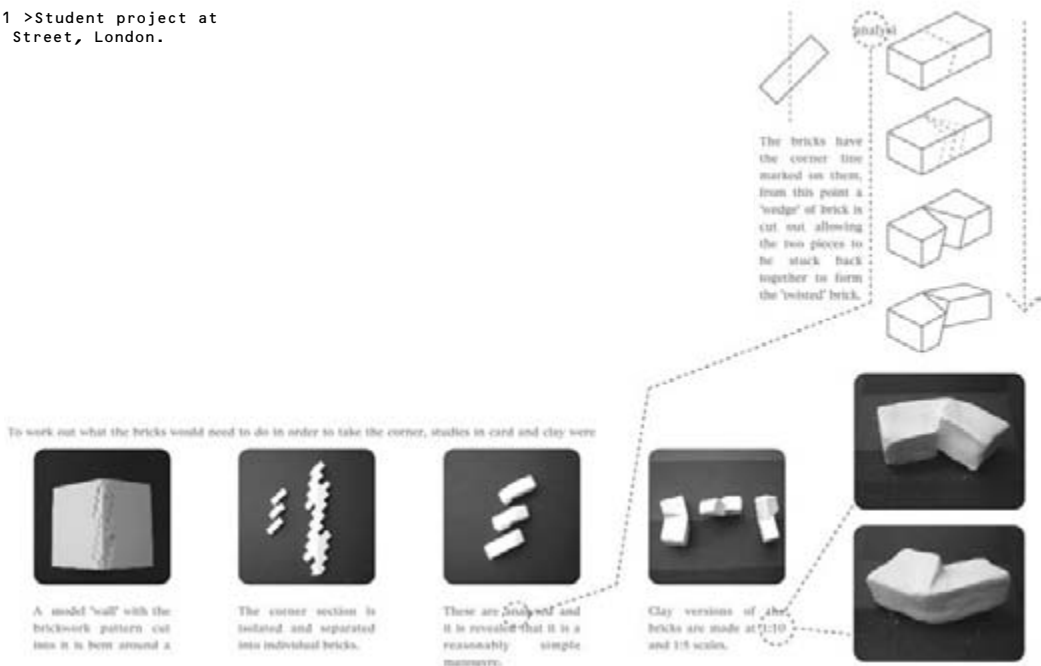 1 >Student project at
Street, London.
analysi
The bricks have
the corner line
marked on them,
from this point a
'wedge' of brick is
cut out allowing
the two pieces to
be stuck back
together to form
the 'twisted' brick.
To work out what the bricks would need to do in order to take the corner, studies in card and clay were
A model 'wall' with the
brickwork pattern cut
into it is bent around a
The corner section is
isolated and separated
into individual bricks.
These are analysed and
it is revealed that it is a
reasonably simple
manuvre.
Clay versions of the
bricks are made at 1:10
and 1:5 scales.